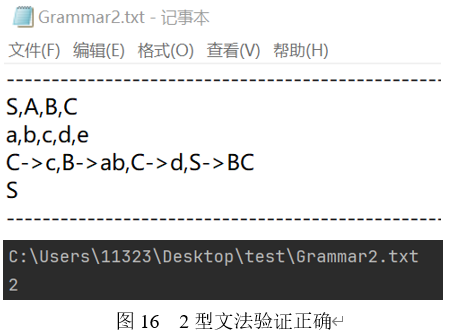 Grammar2.txt - 记事本
文件(F) 编辑(E) 格式(O) 查看(V) 帮助(H)
--------------------------------------------------
S,A,B,C
a,b,c,d,e
C->c,B->ab,C->d,S->BC
S
--------------------------------------------------
C:\Users\11323\Desktop\test\Grammar2.txt
2
图 16 2 型文法验证正确↵